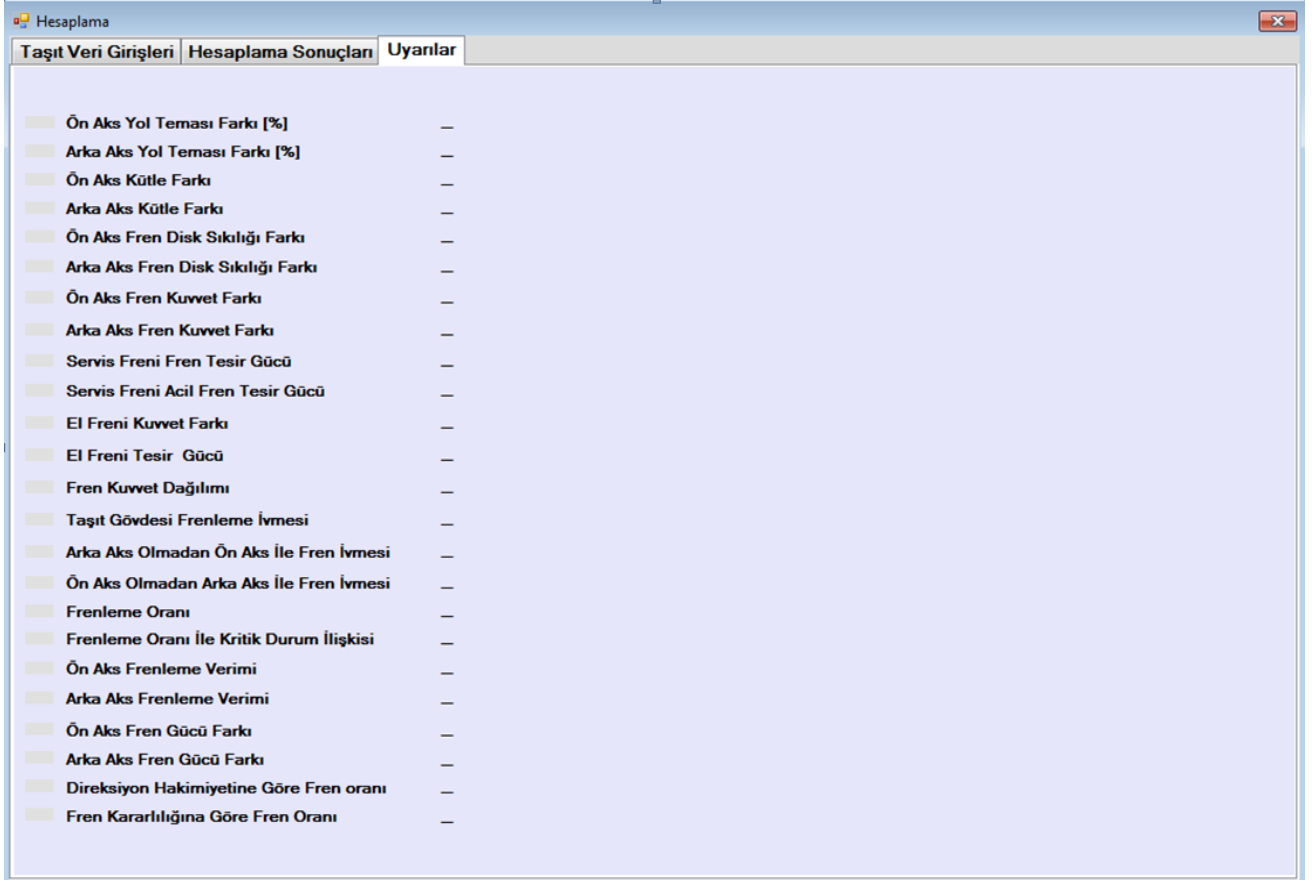 Hesaplama
Taşıt Veri Girişleri Hesaplama Sonuçları Uyarılar
Ön Aks Yol Teması Farkı [%] _
Arka Aks Yol Teması Farkı [%] _
Ön Aks Kütle Farkı _
Arka Aks Kütle Farkı _
Ön Aks Fren Disk Sıkılığı Farkı _
Arka Aks Fren Disk Sıkılığı Farkı _
Ön Aks Fren Kuvvet Farkı _
Arka Aks Fren Kuvvet Farkı _
Servis Freni Fren Tesir Gücü _
Servis Freni Acil Fren Tesir Gücü _
El Freni Kuvvet Farkı _
El Freni Tesir Gücü _
Fren Kuvvet Dağılımı _
Taşıt Gövdesi Frenleme İvmesi _
Arka Aks Olmadan Ön Aks İle Fren İvmesi _
Ön Aks Olmadan Arka Aks İle Fren İvmesi _
Frenleme Oranı _
Frenleme Oranı İle Kritik Durum İlişkisi _
Ön Aks Frenleme Verimi _
Arka Aks Frenleme Verimi _
Ön Aks Fren Gücü Farkı _
Arka Aks Fren Gücü Farkı _
Direksiyon Hakimiyetine Göre Fren oranı _
Fren Kararlılığına Göre Fren Oranı _